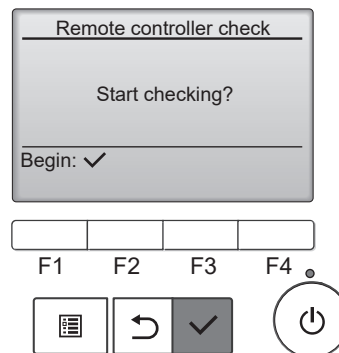 Remote controller check
Start checking?
Begin: ✓
F1 F2 F3 F4